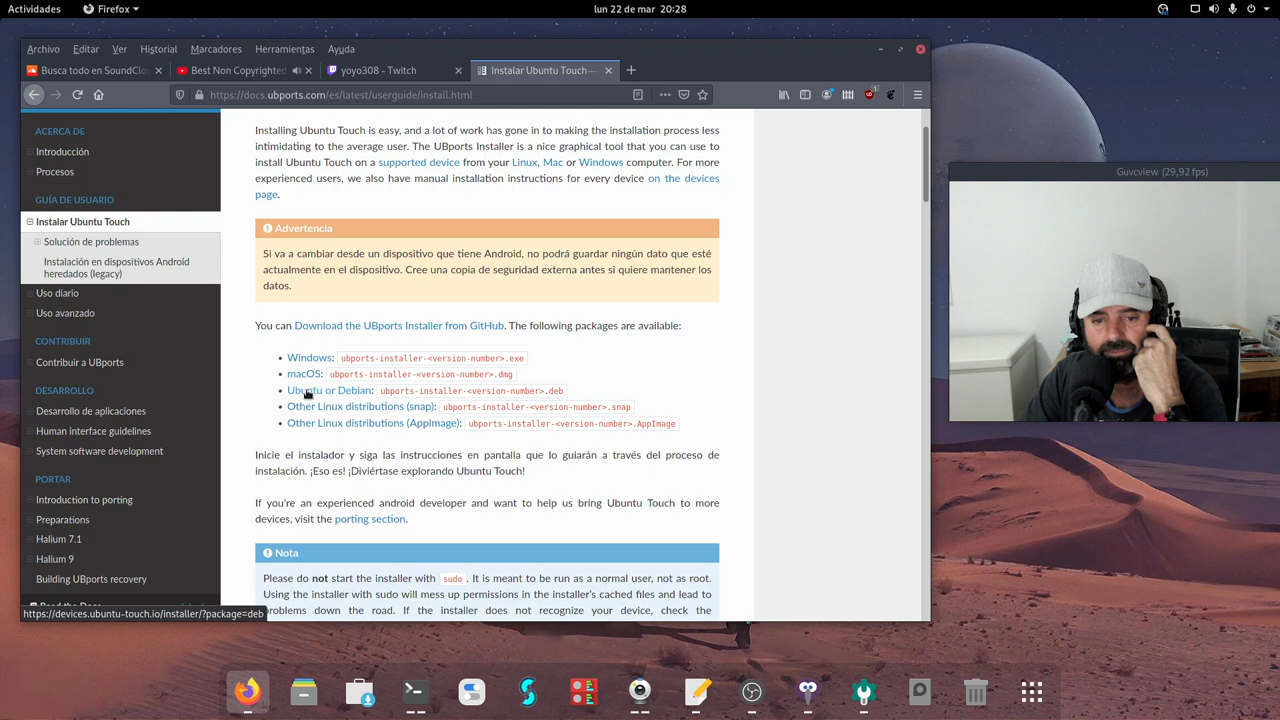 Actividades
Firefox
lun 22 de mar 20:28
Archivo Editar Ver Historial Marcadores Herramientas Ayuda
Busca todo en SoundClo
Best Non Copyrighted
yoyo308 - Twitch
Instalar Ubuntu Touch —
https://docs.ubports.com/es/latest/userguide/install.html
1
ACERCA DE
Introducción
Procesos
GUÍA DE USUARIO
Instalar Ubuntu Touch
Solución de problemas
Instalación en dispositivos Android
heredados (legacy)
Uso diario
Uso avanzado
CONTRIBUIR
Contribuir a UBports
DESARROLLO
Desarrollo de aplicaciones
Human interface guidelines
System software development
PORTAR
Introduction to porting
Preparations
Halium 7.1
Halium 9
Building UBports recovery
https://devices.ubuntu-touch.io/installer/?package=deb
Installing Ubuntu Touch is easy, and a lot of work has gone in to making the installation process less
intimidating to the average user. The UBports Installer is a nice graphical tool that you can use to
install Ubuntu Touch on a supported device from your Linux, Mac or Windows computer. For more
experienced users, we also have manual installation instructions for every device on the devices
page.
Advertencia
Si va a cambiar desde un dispositivo que tiene Android, no podrá guardar ningún dato que esté
actualmente en el dispositivo. Cree una copia de seguridad externa antes si quiere mantener los
datos.
You can Download the UBports Installer from GitHub. The following packages are available:
• Windows: ubports-installer-<version-number>.exe
• macOS: ubports-installer-<version-number>.dmg
• Ubuntu or Debian: ubports-installer-<version-number>.deb
• Other Linux distributions (snap): ubports-installer-<version-number>.snap
• Other Linux distributions (AppImage): ubports-installer-<version-number>.AppImage
Inicie el instalador y siga las instrucciones en pantalla que lo guiarán a través del proceso de
instalación. ¡Eso es! ¡Diviértase explorando Ubuntu Touch!
If you're an experienced android developer and want to help us bring Ubuntu Touch to more
devices, visit the porting section.
Nota
Please do not start the installer with sudo. It is meant to be run as a normal user, not as root.
Using the installer with sudo will mess up permissions in the installer's cached files and lead to
problems down the road. If the installer does not recognize your device, check the
Guvcview (29,92 fps)